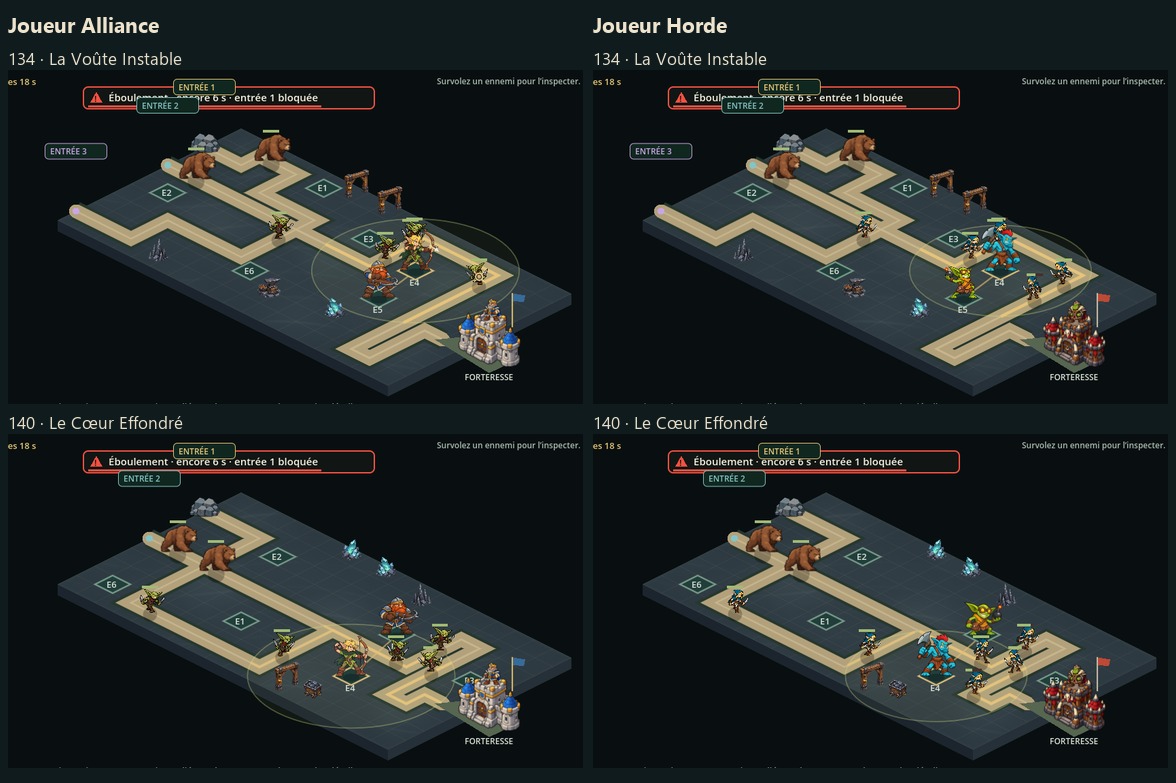 Joueur Alliance
134 · La Voûte Instable
es 18 s
Survolez un ennemi pour l'inspecter.
ENTRÉE 1
Éboulement · encore 6 s · entrée 1 bloquée
ENTRÉE 2
ENTRÉE 3
E2
E1
E3
E6
E4
E5
FORTERESSE
Joueur Horde
134 · La Voûte Instable
es 18 s
Survolez un ennemi pour l'inspecter.
ENTRÉE 1
Éboulement · encore 6 s · entrée 1 bloquée
ENTRÉE 2
ENTRÉE 3
E2
E1
E3
E6
E4
E5
FORTERESSE
140 · Le Cœur Effondré
es 18 s
Survolez un ennemi pour l'inspecter.
ENTRÉE 1
Éboulement · encore 6 s · entrée 1 bloquée
ENTRÉE 2
E2
E6
E1
E3
E4
FORTERESSE
140 · Le Cœur Effondré
es 18 s
Survolez un ennemi pour l'inspecter.
ENTRÉE 1
Éboulement · encore 6 s · entrée 1 bloquée
ENTRÉE 2
E2
E6
E1
E3
E4
FORTERESSE